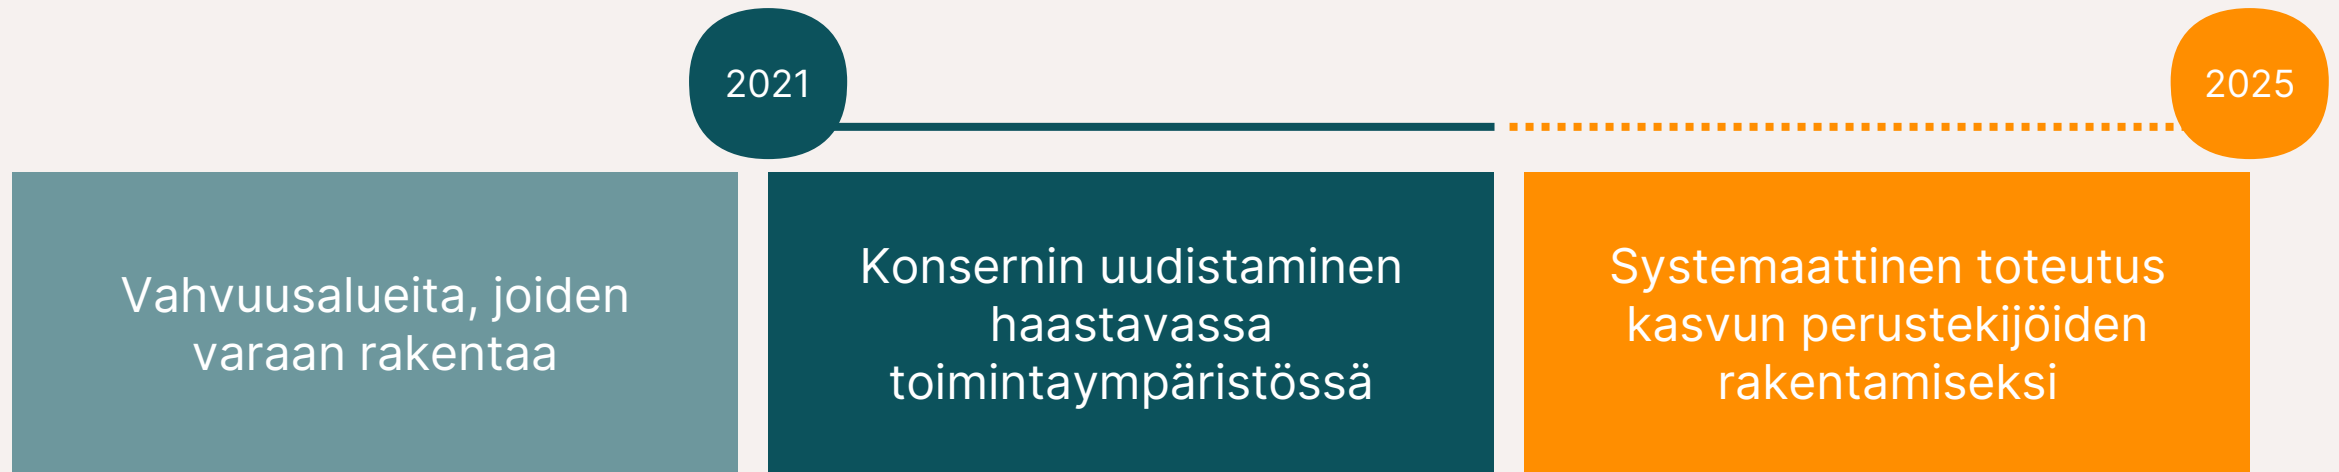 2021
2025
Vahvuusalueita, joiden
varaan rakentaa
Konsernin uudistaminen
haastavassa
toimintaympäristössä
Systemaattinen toteutus
kasvun perustekijöiden
rakentamiseksi